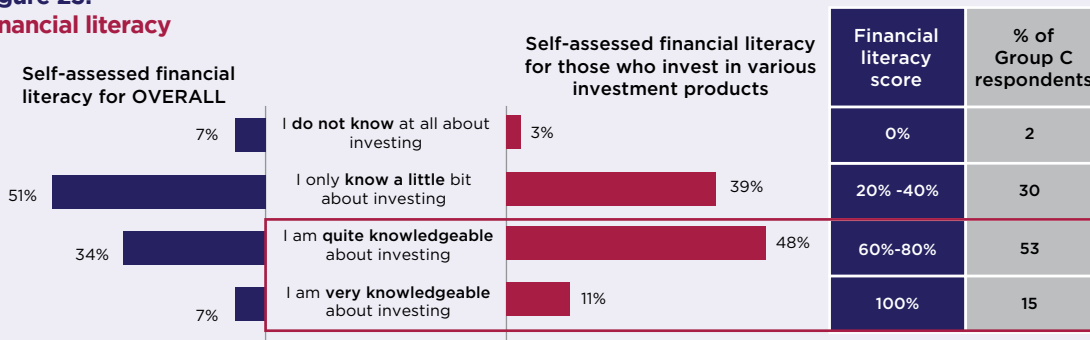 Financial literacy
Self-assessed financial
literacy for OVERALL
Self-assessed financial literacy
for those who invest in various
investment products
Financial
literacy
score
% of
Group C
respondents
7%
I do not know at all about
investing
3%
0%
2
51%
I only know a little bit
about investing
39%
20% -40%
30
34%
I am quite knowledgeable
about investing
48%
60%-80%
53
7%
I am very knowledgeable
about investing
11%
100%
15